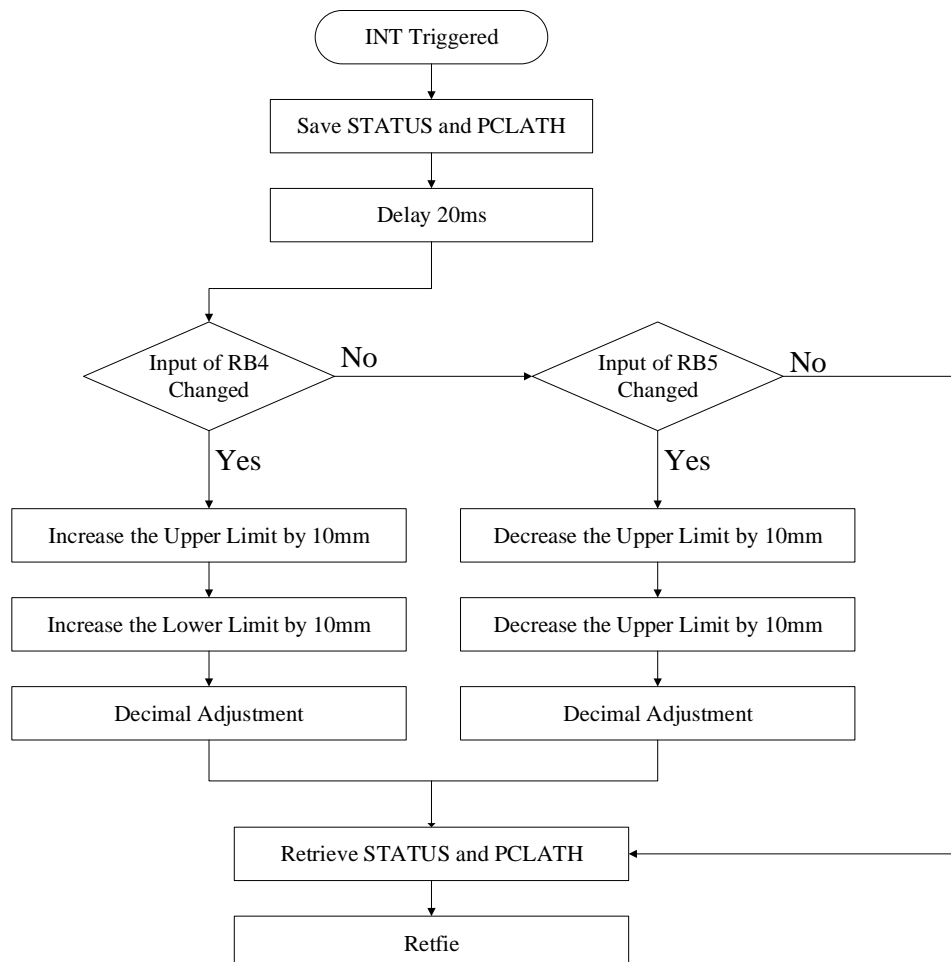 INT Triggered
Save STATUS and PCLATH
Delay 20ms
Input of RB4
Changed
No
Input of RB5
Changed
No
Yes
Yes
Increase the Upper Limit by 10mm
Decrease the Upper Limit by 10mm
Increase the Lower Limit by 10mm
Decrease the Upper Limit by 10mm
Decimal Adjustment
Decimal Adjustment
Retrieve STATUS and PCLATH
Retfie